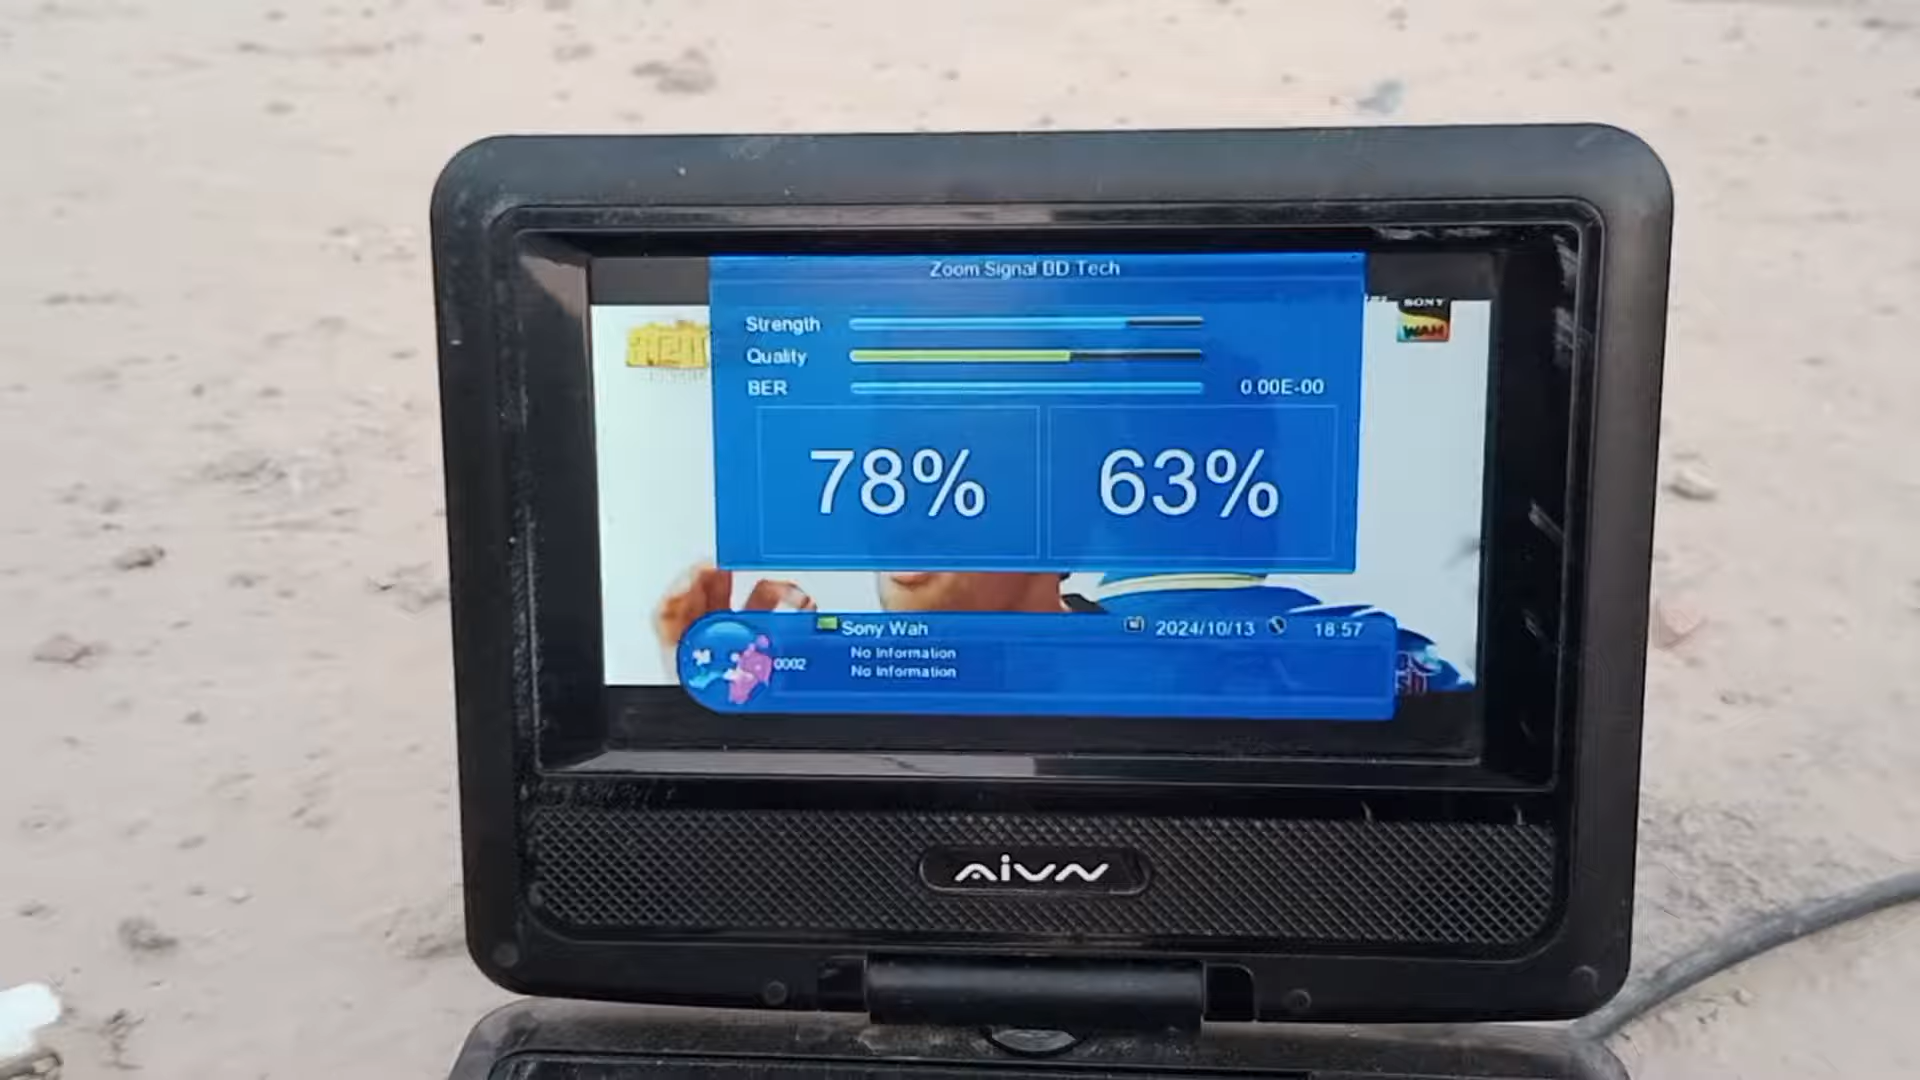 Zoom Signal BD Tech
SONY
WAH
Strength
Quality
BER 0.00E-00
78% 63%
Sony Wah 2024/10/13 18:57
0002
No Information
No Information
AIVN